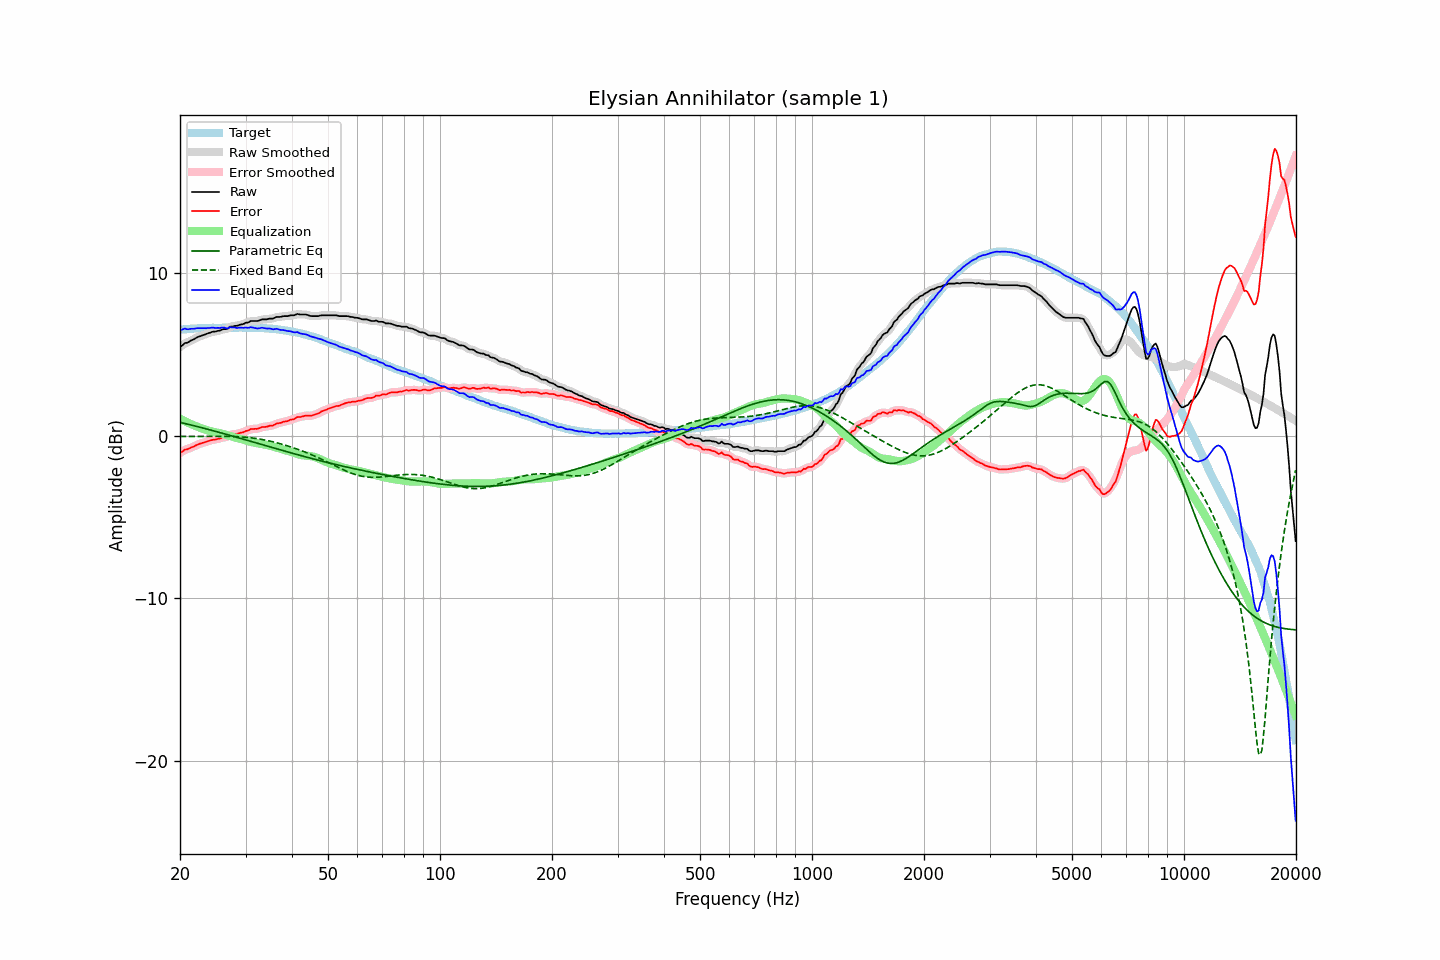 Elysian Annihilator (sample 1)
Target
Raw Smoothed
Error Smoothed
Raw
Error
Equalization
Parametric Eq
Fixed Band Eq
Equalized
10
0
−10
−20
Amplitude (dBr)
20 50 100 200 500 1000 2000 5000 10000 20000
Frequency (Hz)